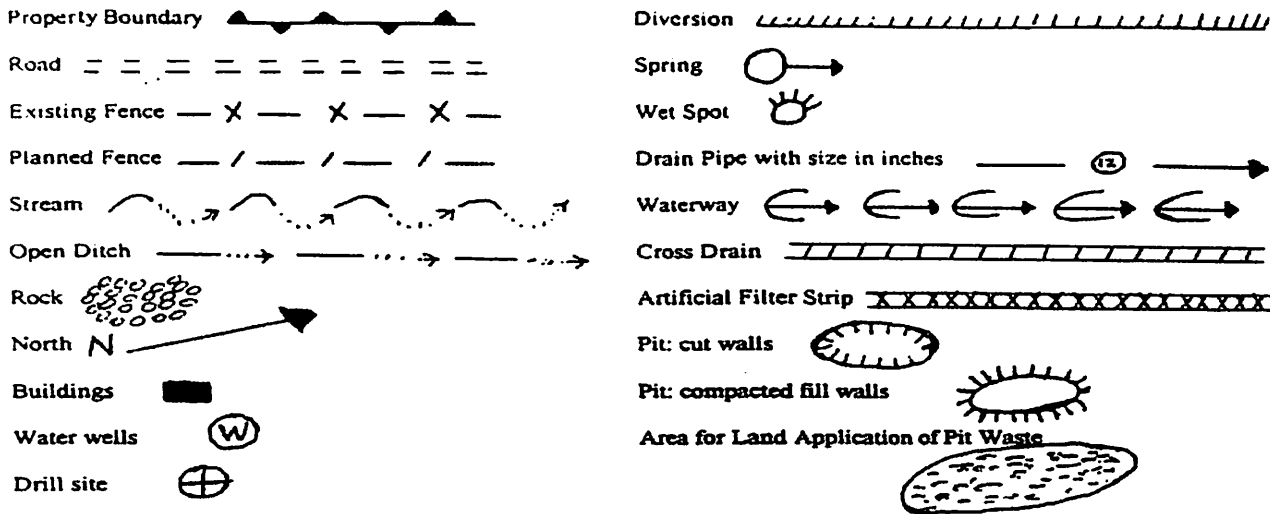 Property Boundary
Road
Existing Fence
Planned Fence
Stream
Open Ditch
Rock
North N
Buildings
Water wells W
Drill site
Diversion
Spring
Wet Spot
Drain Pipe with size in inches 12
Waterway
Cross Drain
Artificial Filter Strip
Pit: cut walls
Pit: compacted fill walls
Area for Land Application of Pit Waste